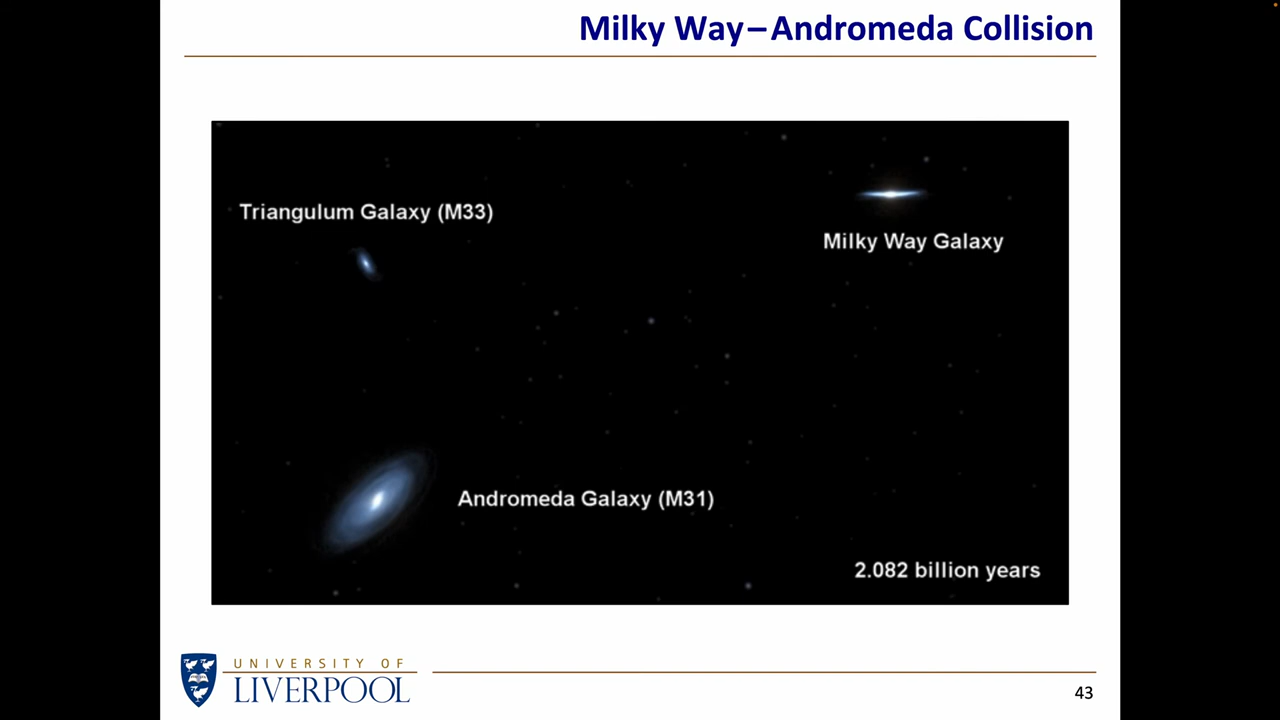 Milky Way–Andromeda Collision
Triangulum Galaxy (M33)
Milky Way Galaxy
Andromeda Galaxy (M31)
2.082 billion years
UNIVERSITY OF
LIVERPOOL
43